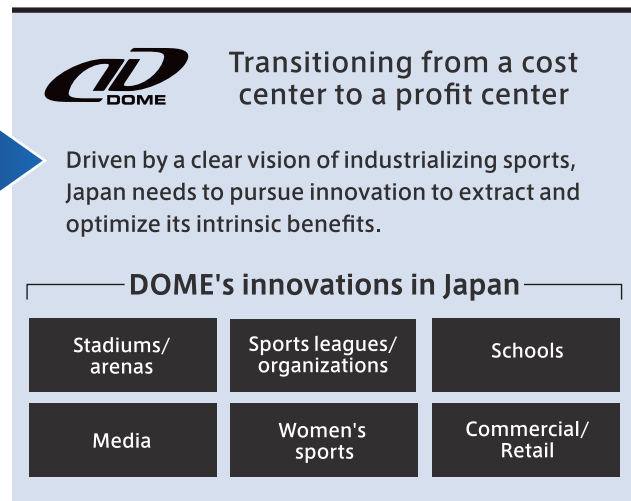 DOME
Transitioning from a cost
center to a profit center
Driven by a clear vision of industrializing sports,
Japan needs to pursue innovation to extract and
optimize its intrinsic benefits.
DOME's innovations in Japan
Stadiums/
arenas
Sports leagues/
organizations
Schools
Media
Women's
sports
Commercial/
Retail